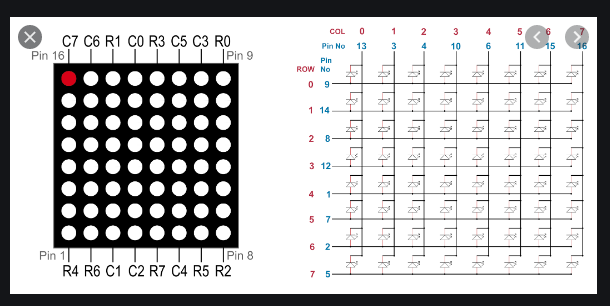 C7 C6 R1 C0 R3 C5 C3 R0
Pin 16
Pin 9
Pin 1
Pin 8
R4 R6 C1 C2 R7 C4 R5 R2
COL 0 1 2 3 4 5 6 7
Pin No 13 3 4 10 6 11 15 16
Pin
ROW No
0 9
1 14
2 8
3 12
4 1
5 7
6 2
7 5